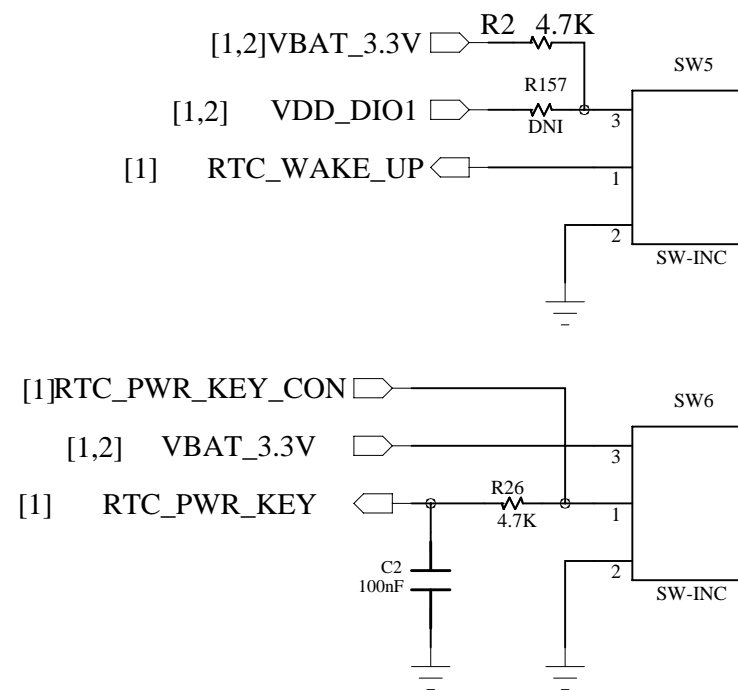 R2 4.7K
[1,2]VBAT_3.3V
SW5
R157
[1,2] VDD_DIO1
DNI
3
[1] RTC_WAKE_UP
1
2
SW-INC
[1]RTC_PWR_KEY_CON
SW6
[1,2] VBAT_3.3V
3
R26
[1] RTC_PWR_KEY
4.7K
1
C2
100nF
2
SW-INC